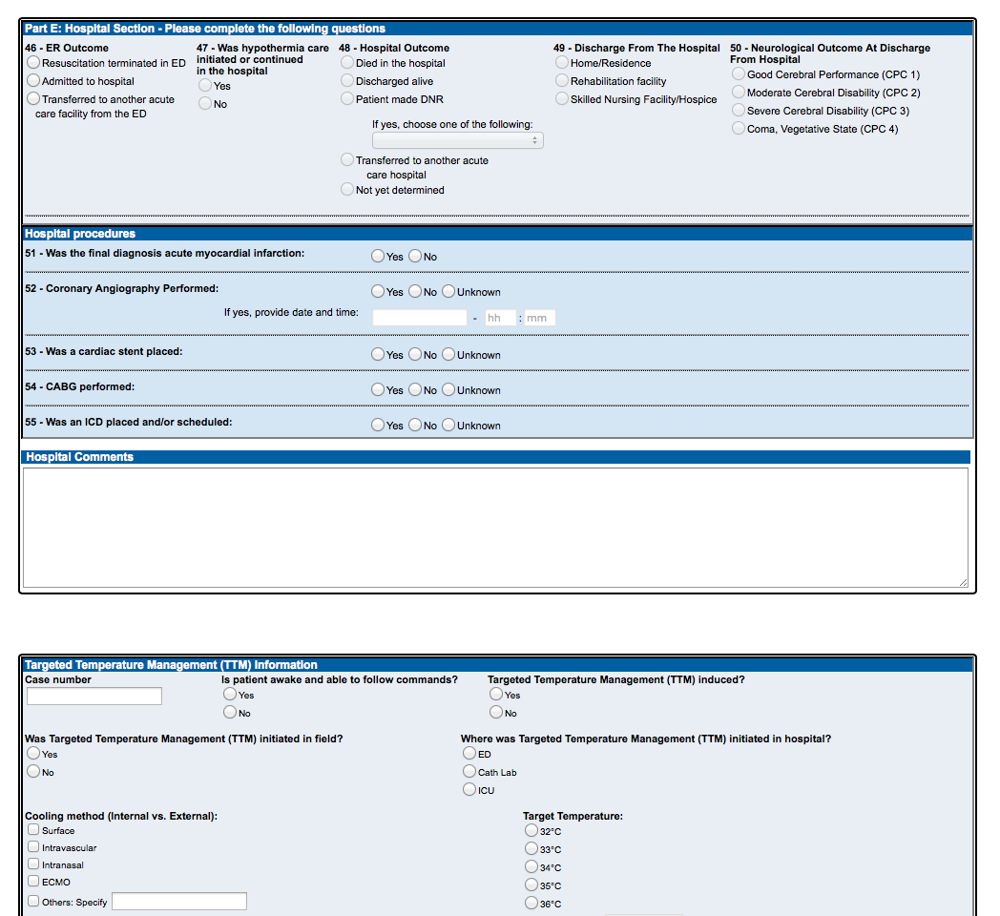 Part E: Hospital Section - Please complete the following questions
46 - ER Outcome
Resuscitation terminated in ED
Admitted to hospital
Transferred to another acute
care facility from the ED
47 - Was hypothermia care
initiated or continued
in the hospital
Yes
No
48 - Hospital Outcome
Died in the hospital
Discharged alive
Patient made DNR
If yes, choose one of the following:
Transferred to another acute
care hospital
Not yet determined
49 - Discharge From The Hospital
Home/Residence
Rehabilitation facility
Skilled Nursing Facility/Hospice
50 - Neurological Outcome At Discharge
From Hospital
Good Cerebral Performance (CPC 1)
Moderate Cerebral Disability (CPC 2)
Severe Cerebral Disability (CPC 3)
Coma, Vegetative State (CPC 4)
Hospital procedures
51 - Was the final diagnosis acute myocardial infarction: Yes No
52 - Coronary Angiography Performed: Yes No Unknown
If yes, provide date and time: - hh : mm
53 - Was a cardiac stent placed: Yes No Unknown
54 - CABG performed: Yes No Unknown
55 - Was an ICD placed and/or scheduled: Yes No Unknown
Hospital Comments
Targeted Temperature Management (TTM) Information
Case number
Is patient awake and able to follow commands?
Yes
No
Targeted Temperature Management (TTM) induced?
Yes
No
Was Targeted Temperature Management (TTM) initiated in field?
Yes
No
Where was Targeted Temperature Management (TTM) initiated in hospital?
ED
Cath Lab
ICU
Cooling method (Internal vs. External):
Surface
Intravascular
Intranasal
ECMO
Others: Specify
Target Temperature:
32°C
33°C
34°C
35°C
36°C